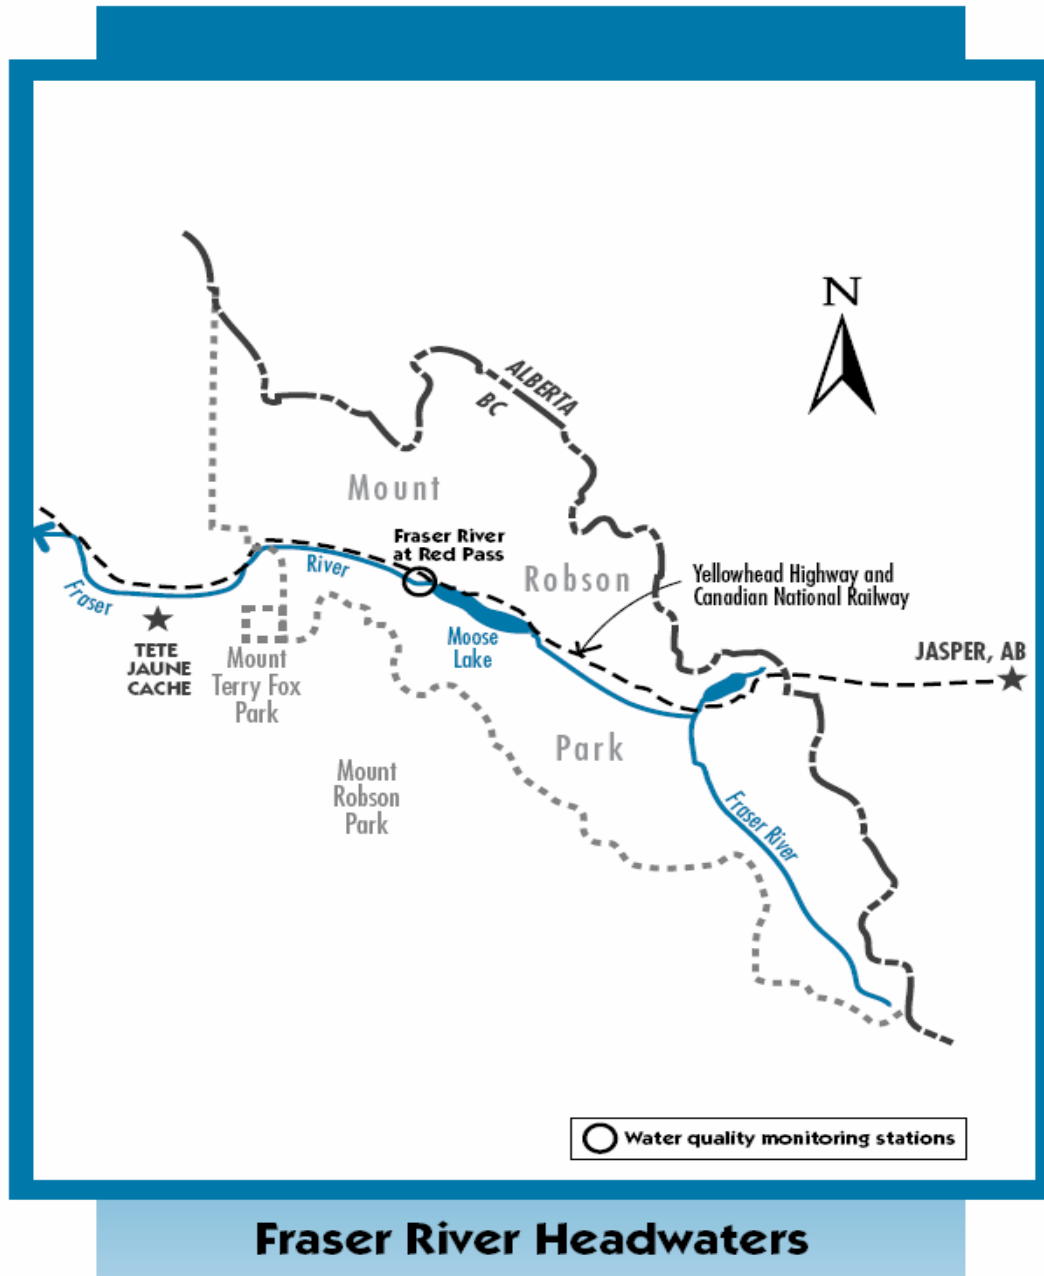 N
ALBERTA
BC
Mount
Fraser River
at Red Pass
River
Robson
Yellowhead Highway and
Canadian National Railway
Fraser
Moose
Lake
TETE
JAUNE
CACHE
Mount
Terry Fox
Park
JASPER, AB
Park
Mount
Robson
Park
Fraser River
Water quality monitoring stations
Fraser River Headwaters